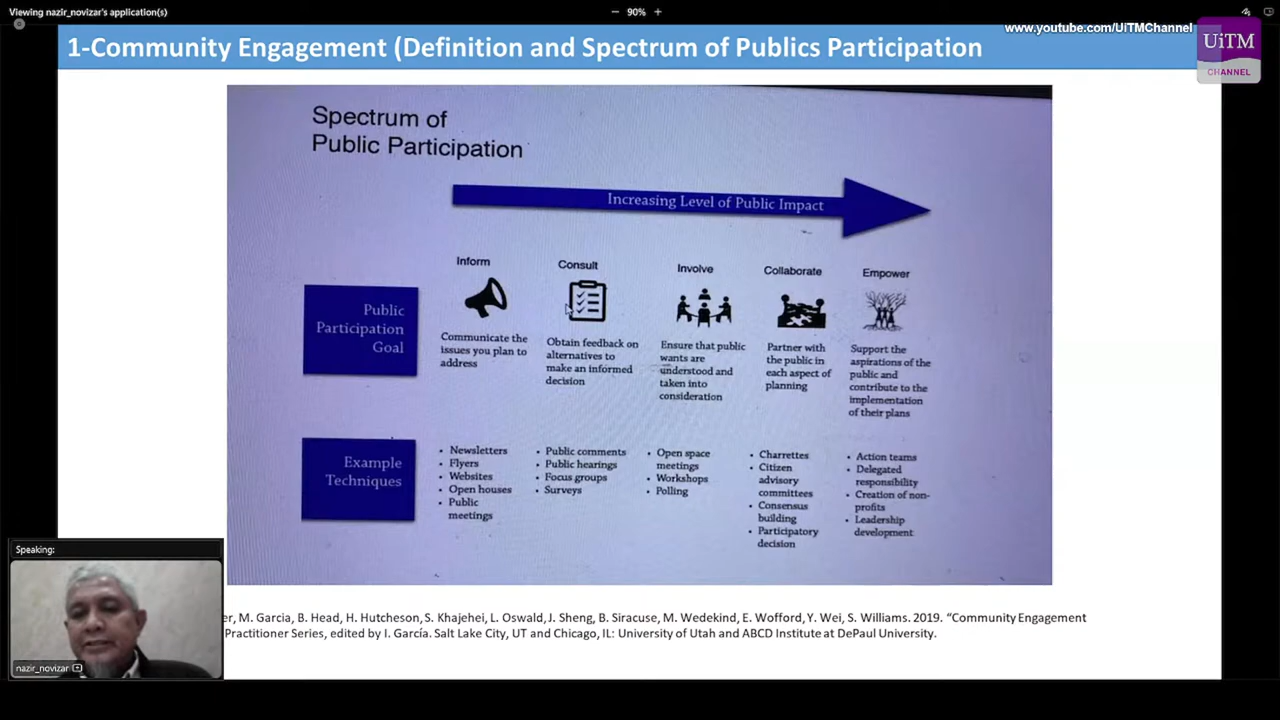 Viewing nazir_novizar's application(s)
90%
www.youtube.com/UiTMChannel
UiTM
CHANNEL
1-Community Engagement (Definition and Spectrum of Publics Participation
Spectrum of
Public Participation
Increasing Level of Public Impact
Inform
Consult
Involve
Collaborate
Empower
Public
Participation
Goal
Communicate the
issues you plan to
address
Obtain feedback on
alternatives to
make an informed
decision
Ensure that public
wants are
understood and
taken into
consideration
Partner with
the public in
each aspect of
planning
Support the
aspirations of the
public and
contribute to the
implementation
of their plans
Example
Techniques
• Newsletters
• Flyers
• Websites
• Open houses
• Public
meetings
• Public comments
• Public hearings
• Focus groups
• Surveys
• Open space
meetings
• Workshops
• Polling
• Charrettes
• Citizen
advisory
committees
• Consensus
building
• Participatory
decision
• Action teams
• Delegated
responsibility
• Creation of non-
profits
• Leadership
development
Speaking:
nazir_novizar
M. Garcia, B. Head, H. Hutcheson, S. Khajehei, L. Oswald, J. Sheng, B. Siracuse, M. Wedekind, E. Wofford, Y. Wei, S. Williams. 2019. “Community Engagement
Practitioner Series, edited by I. García. Salt Lake City, UT and Chicago, IL: University of Utah and ABCD Institute at DePaul University.